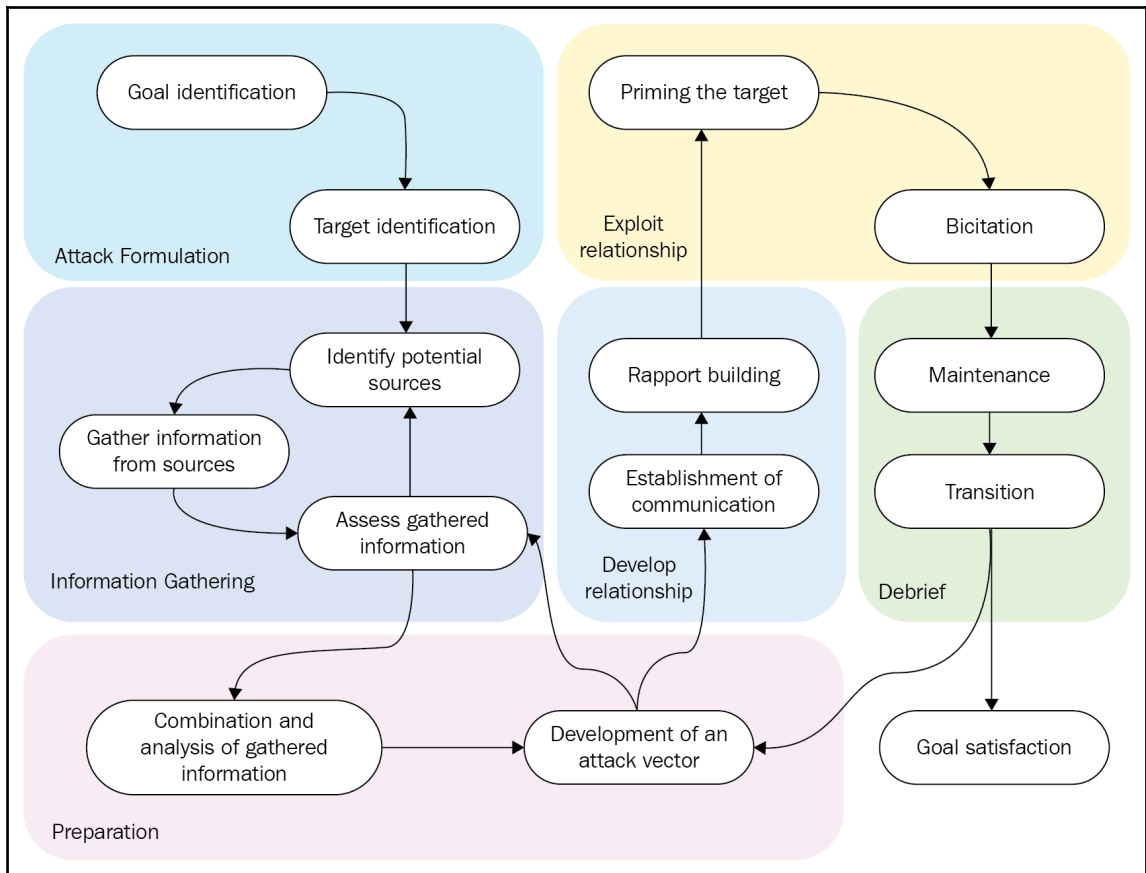 Goal identification
Target identification
Attack Formulation
Identify potential
sources
Gather information
from sources
Assess gathered
information
Information Gathering
Combination and
analysis of gathered
information
Development of an
attack vector
Preparation
Priming the target
Exploit
relationship
Bicitation
Rapport building
Establishment of
communication
Develop
relationship
Maintenance
Transition
Debrief
Goal satisfaction